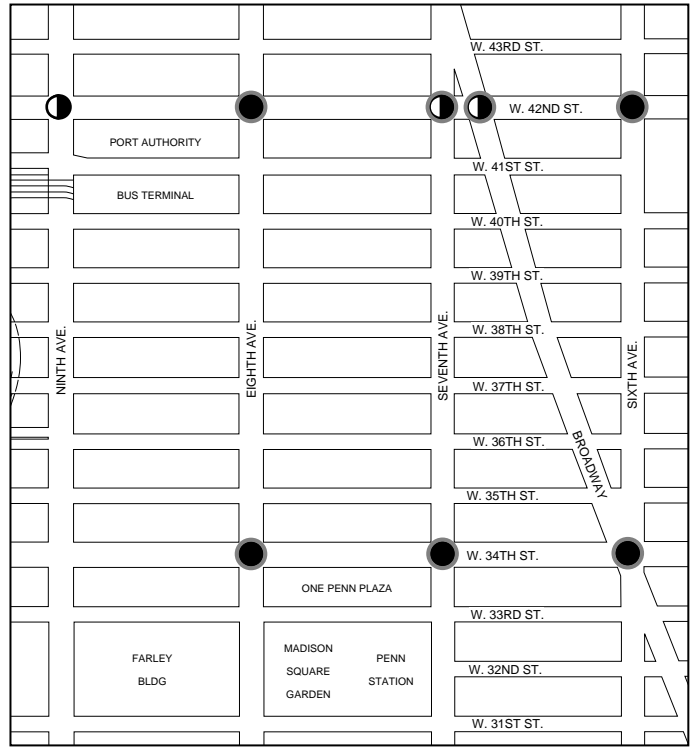 W. 43RD ST.
W. 42ND ST.
PORT AUTHORITY
W. 41ST ST.
BUS TERMINAL
W. 40TH ST.
W. 39TH ST.
W. 38TH ST.
NINTH AVE.
EIGHTH AVE.
SEVENTH AVE.
SIXTH AVE.
W. 37TH ST.
W. 36TH ST.
BROADWAY
W. 35TH ST.
W. 34TH ST.
ONE PENN PLAZA
W. 33RD ST.
FARLEY
BLDG
MADISON
SQUARE
GARDEN
PENN
STATION
W. 32ND ST.
W. 31ST ST.